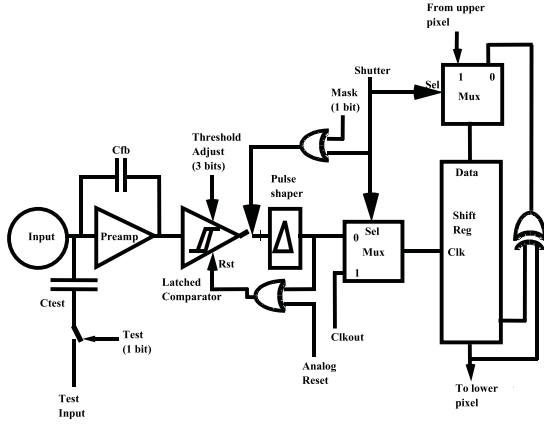 From upper
pixel
Shutter
Sel
1 0
Mux
Mask
(1 bit)
Threshold
Adjust
(3 bits)
Cfb
Pulse
shaper
Data
Shift
Reg
Clk
Input
Preamp
0
Sel
Mux
1
Rst
Latched
Comparator
Ctest
Test
(1 bit)
Clkout
Analog
Reset
Test
Input
To lower
pixel